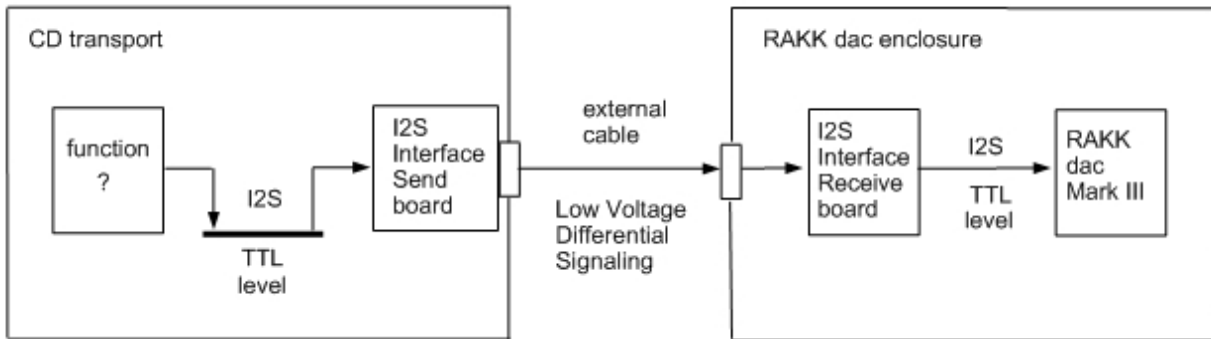 CD transport
function
?
I2S
TTL
level
I2S
Interface
Send
board
external
cable
Low Voltage
Differential
Signaling
RAKK dac enclosure
I2S
Interface
Receive
board
I2S
TTL
level
RAKK
dac
Mark III